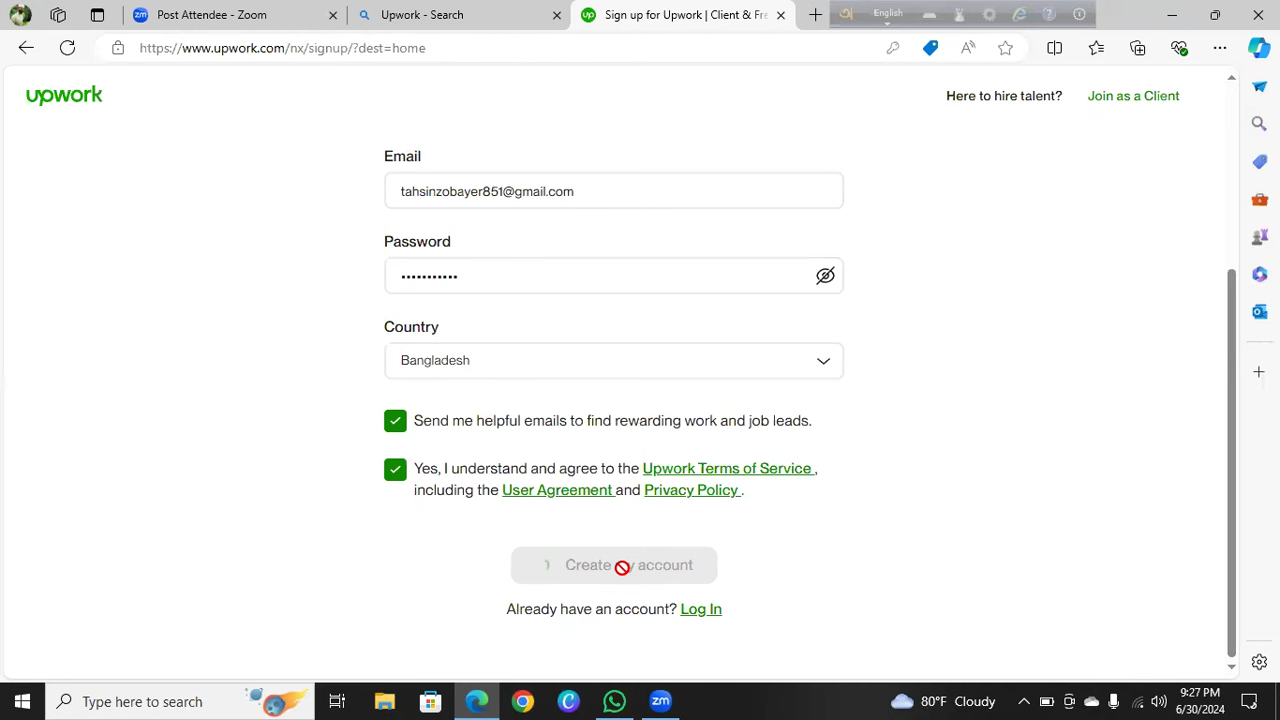 Post Attendee - Zoom
Upwork - Search
Sign up for Upwork | Client & Fre
English
https://www.upwork.com/nx/signup/?dest=home
upwork
Here to hire talent? Join as a Client
Email
tahsinzobayer851@gmail.com
Password
Country
Bangladesh
Send me helpful emails to find rewarding work and job leads.
Yes, I understand and agree to the Upwork Terms of Service ,
including the User Agreement and Privacy Policy .
Create my account
Already have an account? Log In
Type here to search
80°F Cloudy
9:27 PM
6/30/2024